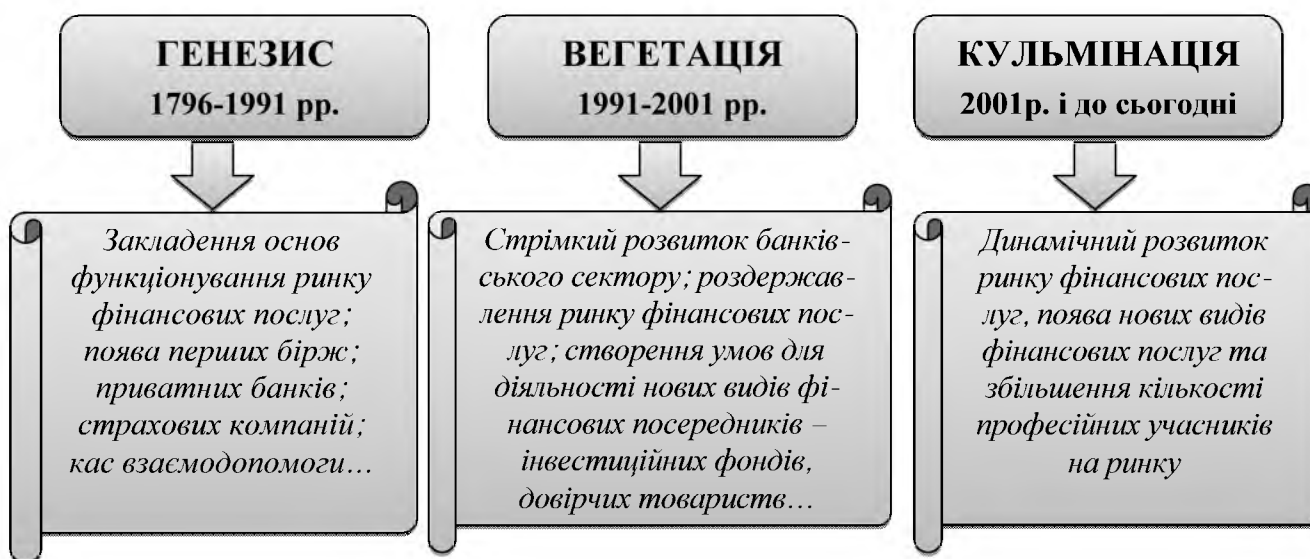 ГЕНЕЗИС
1796-1991 рр.
Закладення основ
функціонування ринку
фінансових послуг;
поява перших бірж;
приватних банків;
страхових компаній;
кас взаємодопомоги…
ВЕГЕТАЦІЯ
1991-2001 рр.
Стрімкий розвиток банків-
ського сектору; роздержав-
лення ринку фінансових пос-
луг; створення умов для
діяльності нових видів фі-
нансових посередників –
інвестиційних фондів,
довірчих товариств…
КУЛЬМІНАЦІЯ
2001р. і до сьогодні
Динамічний розвиток
ринку фінансових пос-
луг, поява нових видів
фінансових послуг та
збільшення кількості
професійних учасників
на ринку